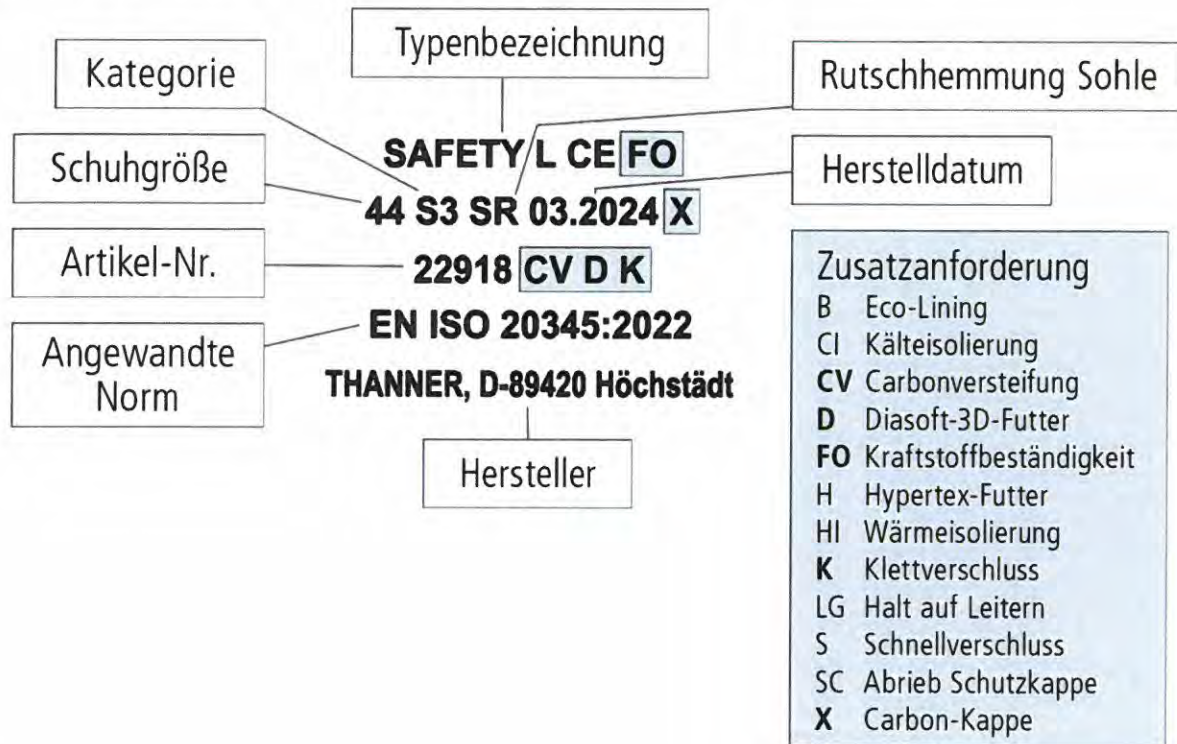 Typenbezeichnung
Kategorie
Rutschhemmung Sohle
Schuhgröße
Herstelldatum
Artikel-Nr.
Angewandte
Norm
SAFETY L CE FO
44 S3 SR 03.2024 X
22918 CV D K
EN ISO 20345:2022
THANNER, D-89420 Höchstädt
Hersteller
Zusatzanforderung
B Eco-Lining
CI Kälteisolierung
CV Carbonversteifung
D Diasoft-3D-Futter
FO Kraftstoffbeständigkeit
H Hypertex-Futter
HI Wärmeisolierung
K Klettverschluss
LG Halt auf Leitern
S Schnellverschluss
SC Abrieb Schutzkappe
X Carbon-Kappe